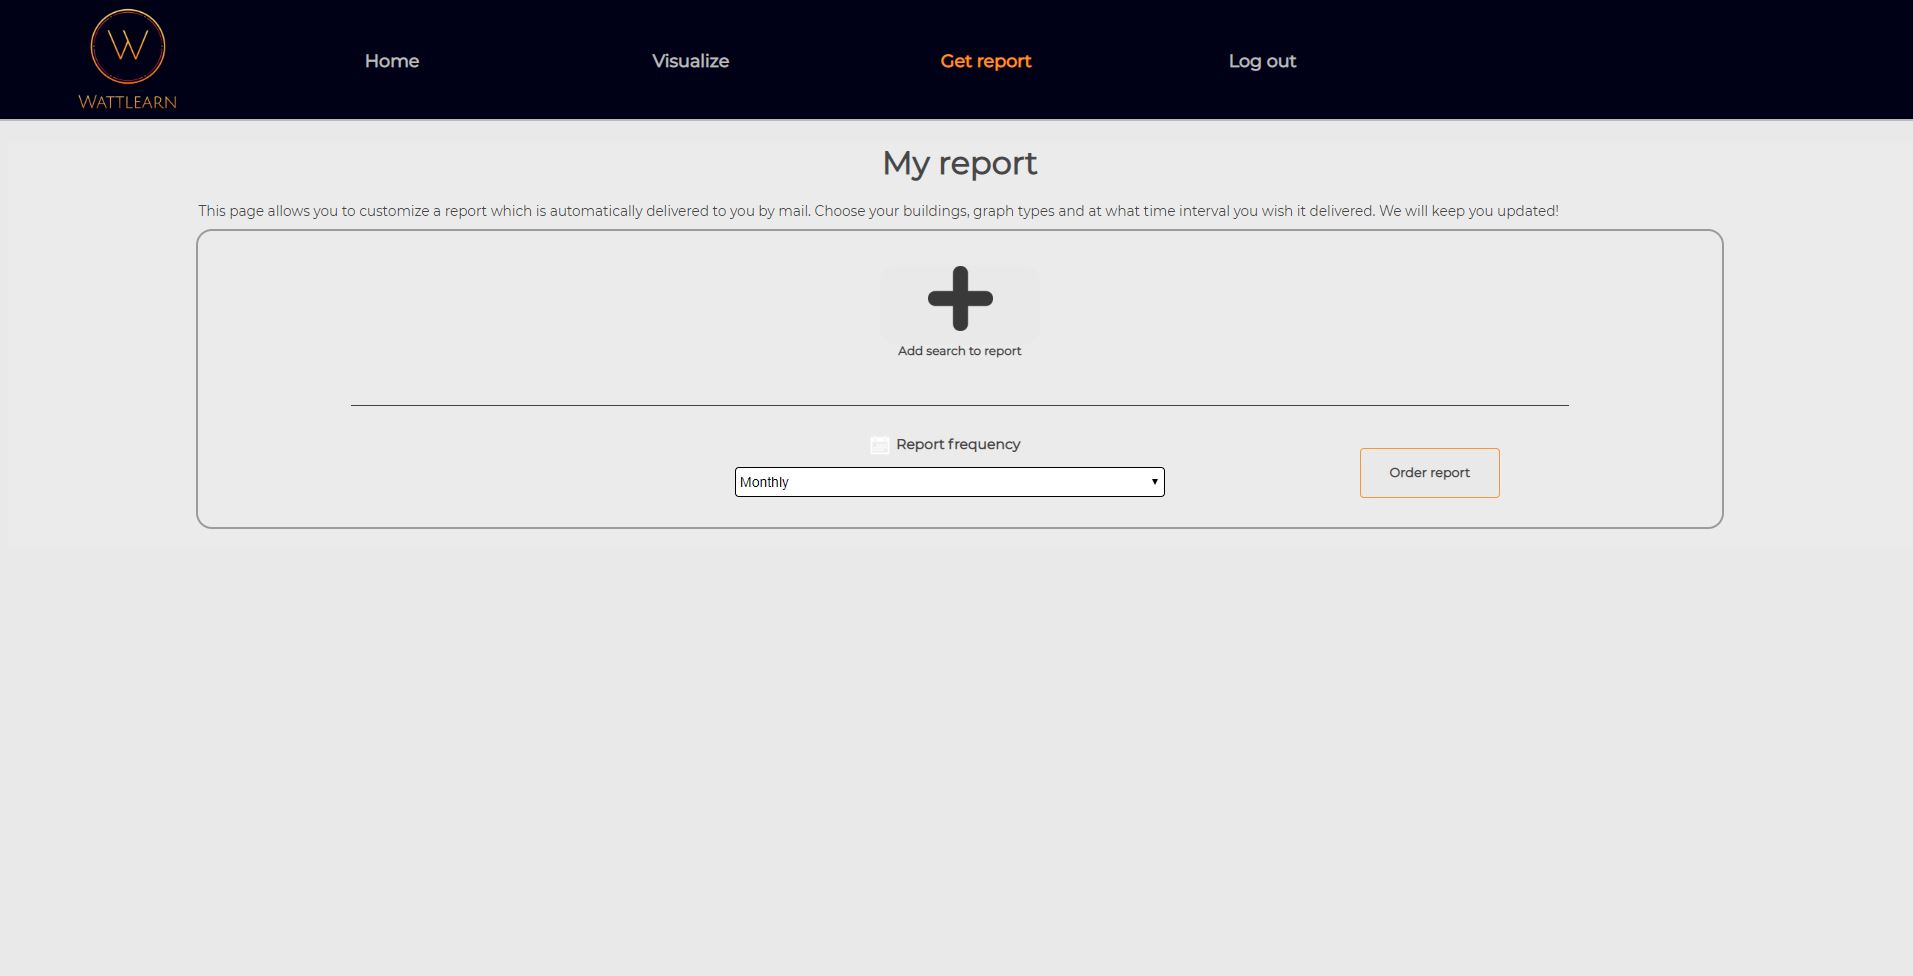 W
WATTLEARN
Home Visualize Get report Log out
My report
This page allows you to customize a report which is automatically delivered to you by mail. Choose your buildings, graph types and at what time interval you wish it delivered. We will keep you updated!
Add search to report
Report frequency
Monthly
Order report